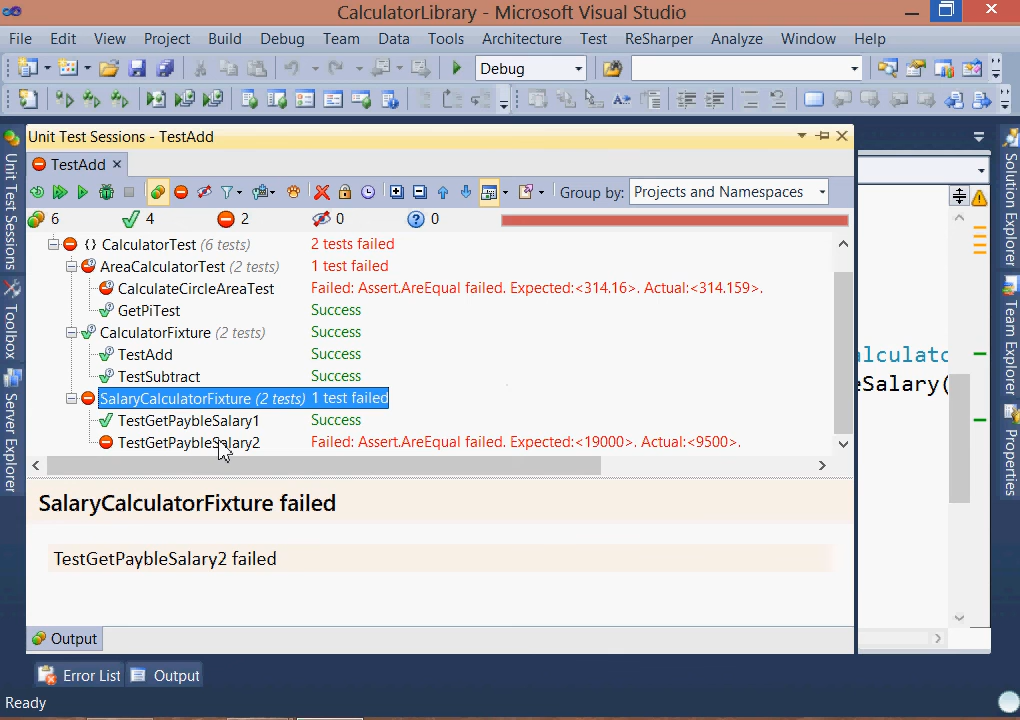 CalculatorLibrary - Microsoft Visual Studio
File Edit View Project Build Debug Team Data Tools Architecture Test ReSharper Analyze Window Help
Debug
Unit Test Sessions - TestAdd
TestAdd
Group by: Projects and Namespaces
6 4 2 0 0
CalculatorTest (6 tests) 2 tests failed
AreaCalculatorTest (2 tests) 1 test failed
CalculateCircleAreaTest Failed: Assert.AreEqual failed. Expected:<314.16>. Actual:<314.159>.
GetPiTest Success
CalculatorFixture (2 tests) Success
TestAdd Success
TestSubtract Success
SalaryCalculatorFixture (2 tests) 1 test failed
TestGetPaybleSalary1 Success
TestGetPaybleSalary2 Failed: Assert.AreEqual failed. Expected:<19000>. Actual:<9500>.
SalaryCalculatorFixture failed
TestGetPaybleSalary2 failed
Output
Error List Output
Ready
Unit Test Sessions
Toolbox
Server Explorer
alculato
eSalary(
Solution Explorer
Team Explorer
Properties